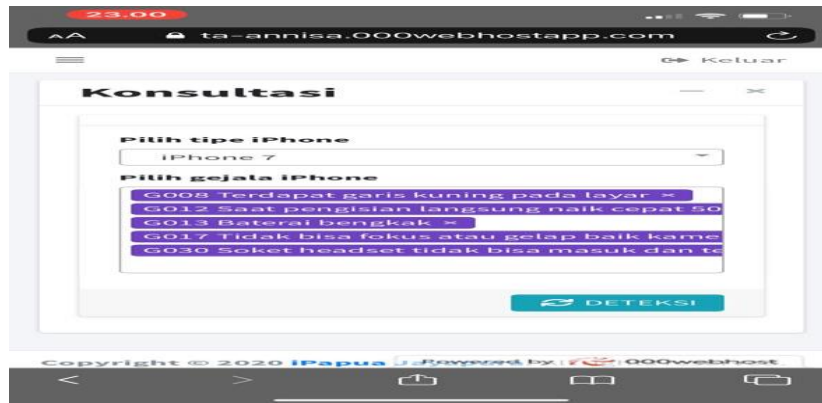 23.00
AA ta-annisa.000webhostapp.com
Keluar
Konsultasi
Pilih tipe iPhone
iPhone 7
Pilih gejala iPhone
G008 Terdapat garis kuning pada layar ×
G012 Saat pengisian langsung naik cepat 50
G013 Baterai bengkak ×
G017 Tidak bisa fokus atau gelap baik kame
G030 Soket headset tidak bisa masuk dan te
DETEKSI
Copyright © 2020 iPapua Powered by 000webhost